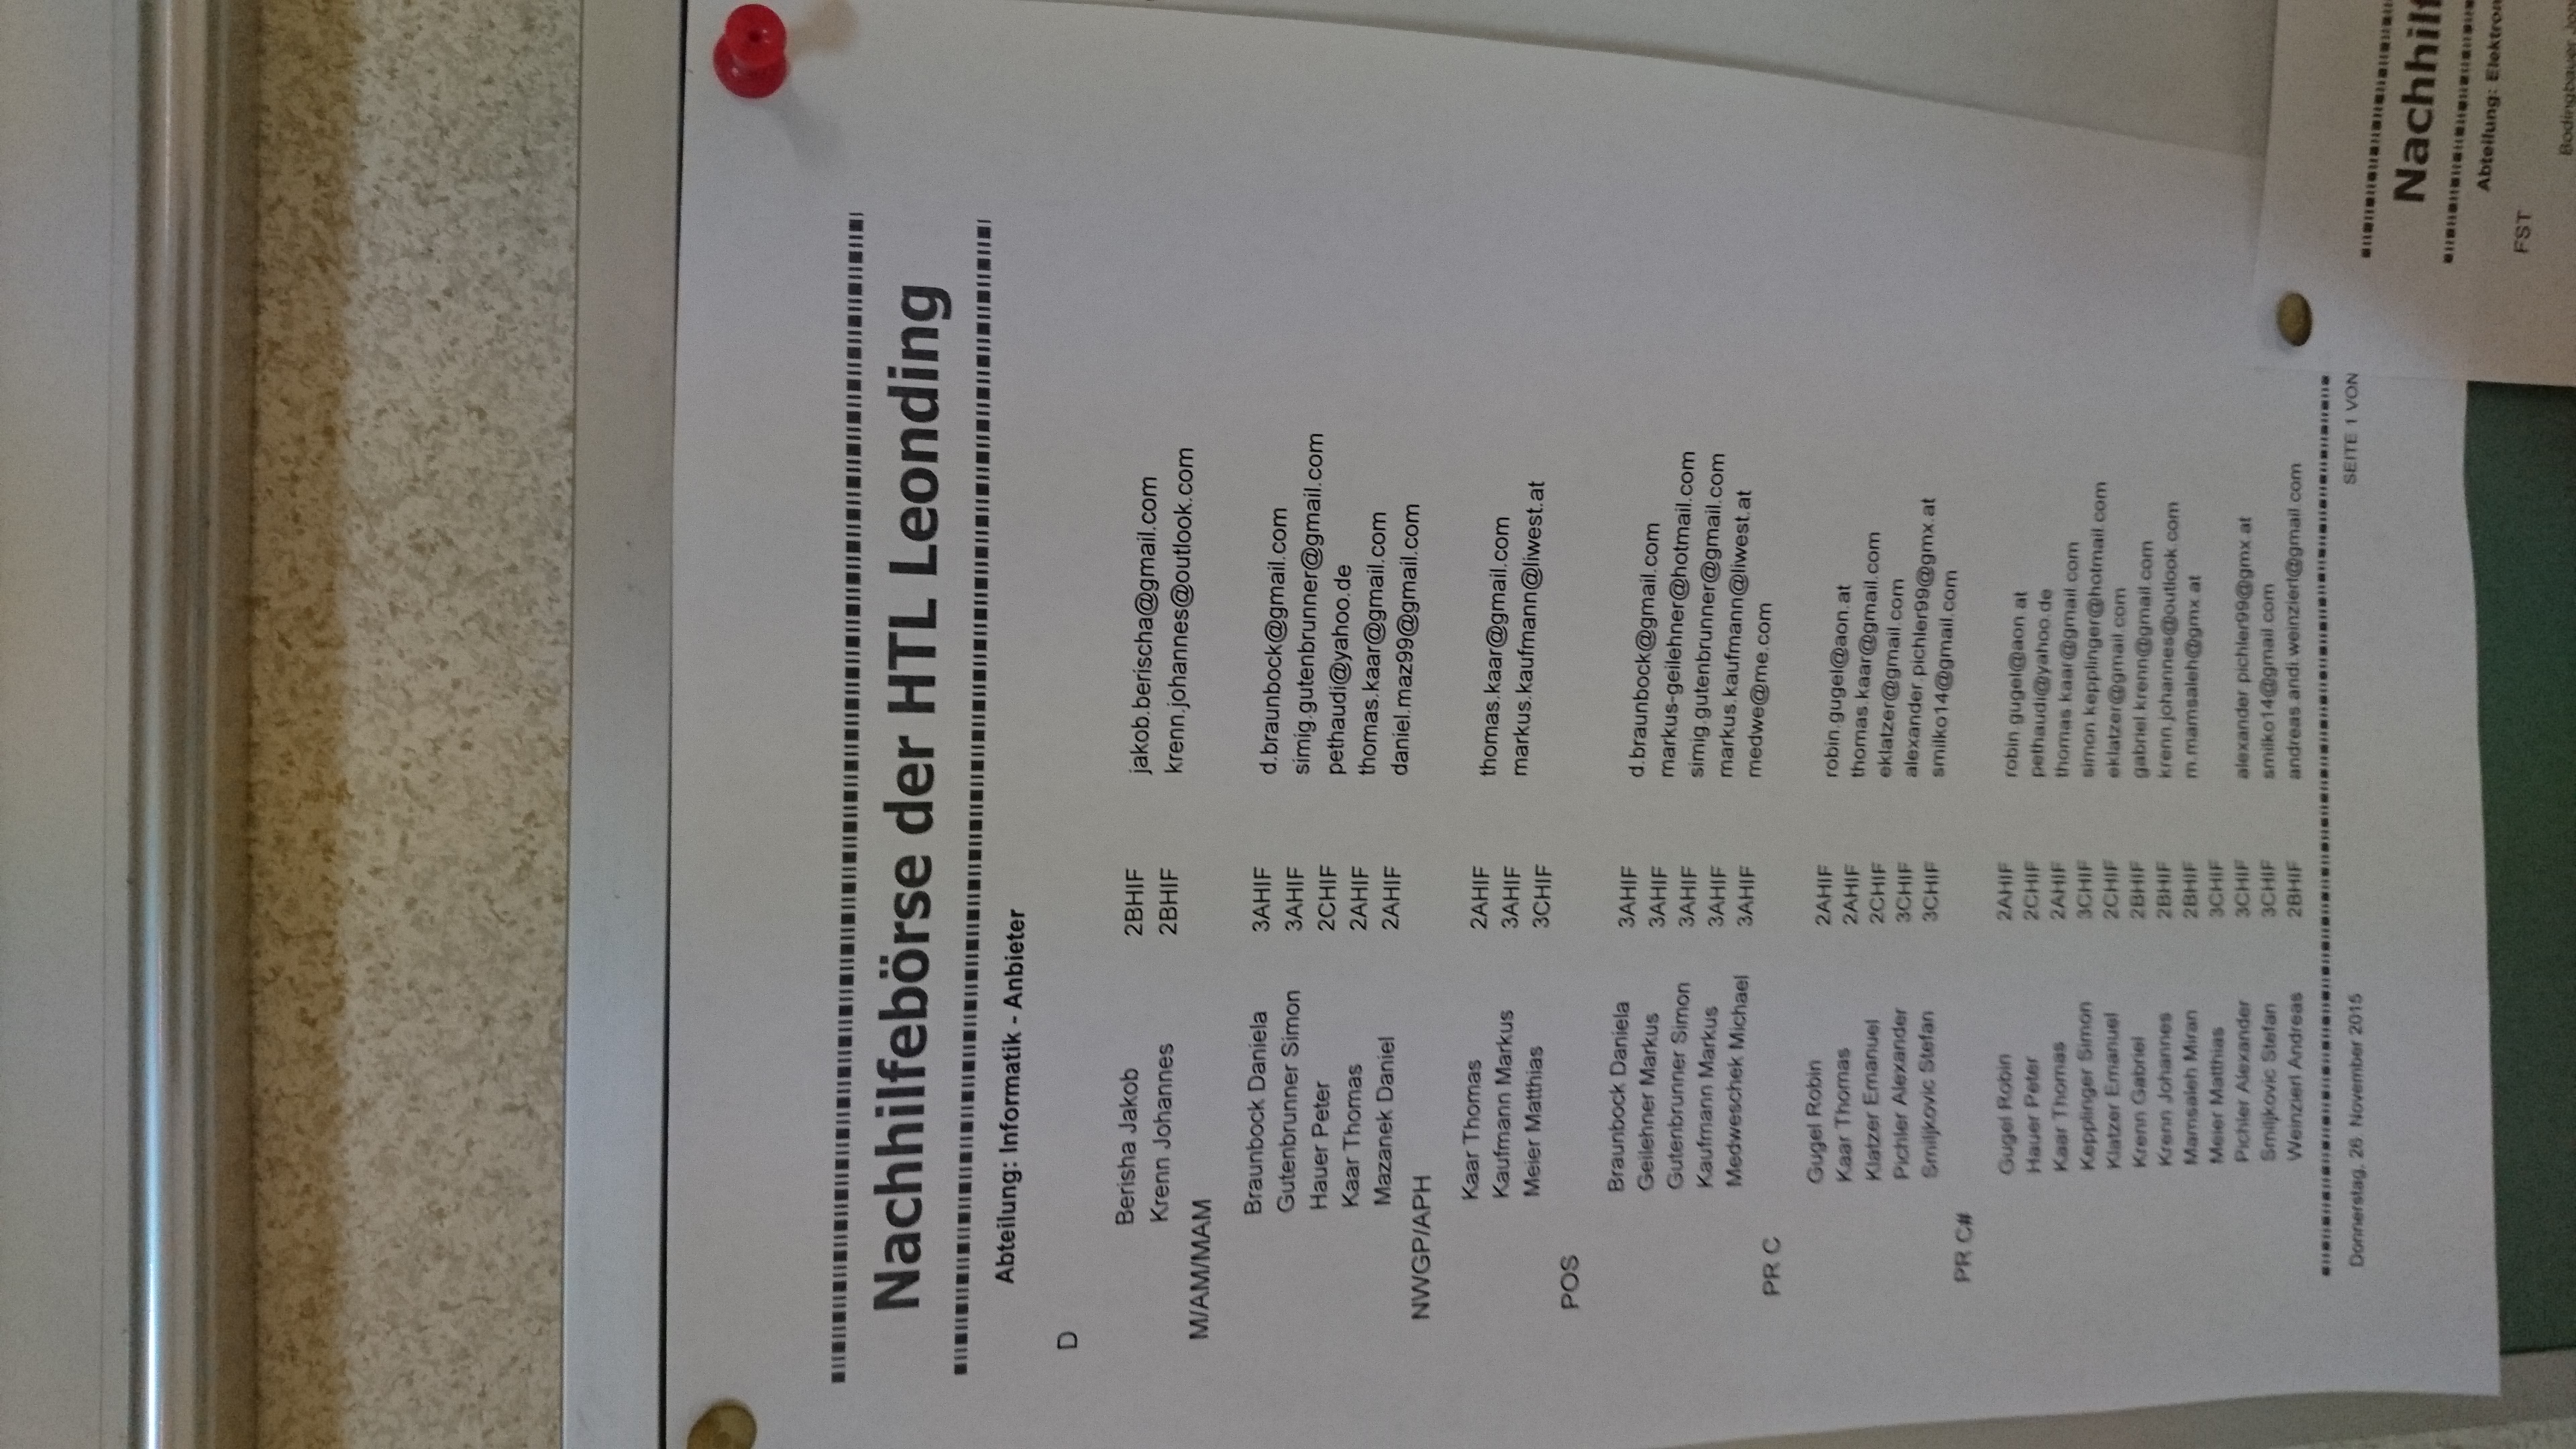 Nachhilfebörse der HTL Leonding
Abteilung: Informatik - Anbieter
D
Berisha Jakob 2BHIF jakob.berischa@gmail.com
Krenn Johannes 2BHIF krenn.johannes@outlook.com
M/AM/MAM
Braunbock Daniela 3AHIF d.braunbock@gmail.com
Gutenbrunner Simon 3AHIF simig.gutenbrunner@gmail.com
Hauer Peter 2CHIF pethaudi@yahoo.de
Kaar Thomas 2AHIF thomas.kaar@gmail.com
Mazanek Daniel 2AHIF daniel.maz99@gmail.com
NWGP/APH
Kaar Thomas 2AHIF thomas.kaar@gmail.com
Kaufmann Markus 3AHIF markus.kaufmann@liwest.at
Meier Matthias 3CHIF
POS
Braunbock Daniela 3AHIF d.braunbock@gmail.com
Geilehner Markus 3AHIF markus-geilehner@hotmail.com
Gutenbrunner Simon 3AHIF simig.gutenbrunner@gmail.com
Kaufmann Markus 3AHIF markus.kaufmann@liwest.at
Medweschek Michael 3AHIF medwe@me.com
PR C
Gugel Robin 2AHIF robin.gugel@aon.at
Kaar Thomas 2AHIF thomas.kaar@gmail.com
Klatzer Emanuel 2CHIF eklatzer@gmail.com
Pichler Alexander 3CHIF alexander.pichler99@gmx.at
Smiljkovic Stefan 3CHIF smilko14@gmail.com
PR C#
Gugel Robin 2AHIF robin.gugel@aon.at
Hauer Peter 2CHIF pethaudi@yahoo.de
Kaar Thomas 2AHIF thomas.kaar@gmail.com
Kepplinger Simon 3CHIF simon.kepplinger@hotmail.com
Klatzer Emanuel 2CHIF eklatzer@gmail.com
Krenn Gabriel 2BHIF gabriel.krenn@gmail.com
Krenn Johannes 2BHIF krenn.johannes@outlook.com
Mamsaleh Miran 2BHIF m.mamsaleh@gmx.at
Meier Matthias 3CHIF
Pichler Alexander 3CHIF alexander.pichler99@gmx.at
Smiljkovic Stefan 3CHIF smilko14@gmail.com
Weinzierl Andreas 2BHIF andreas.andi.weinzierl@gmail.com
Donnerstag, 26. November 2015 SEITE 1 VON
Nachhilf
Abteilung: Elektron
FST
Bodingbauer